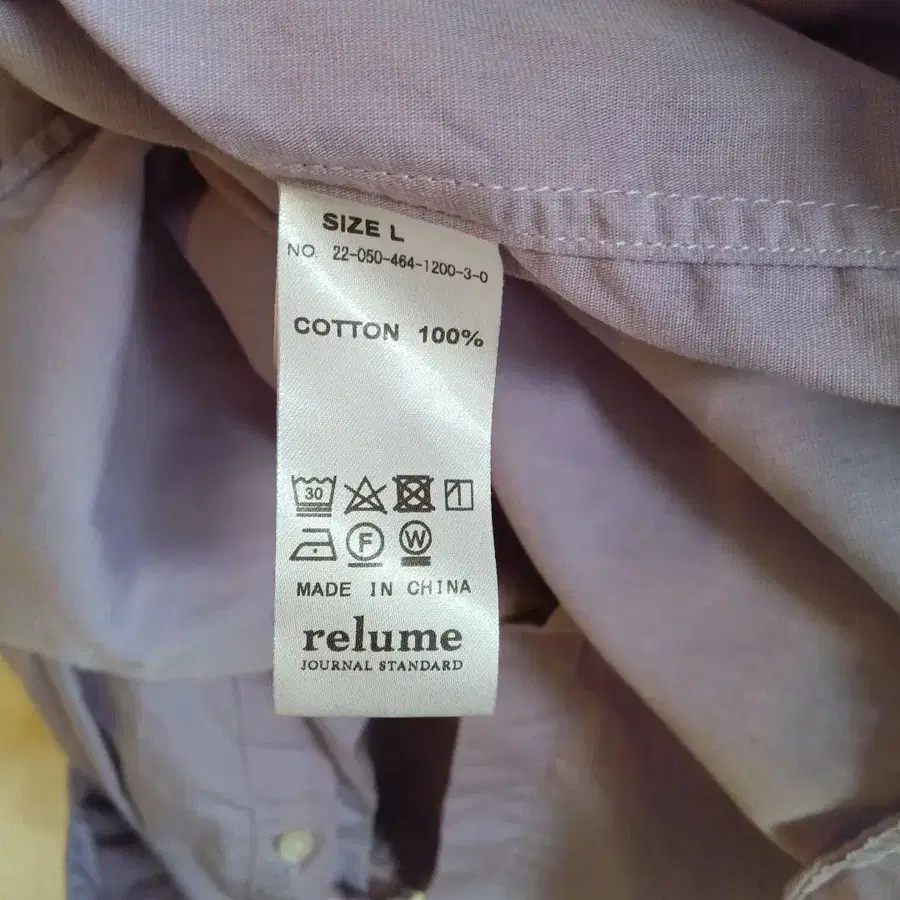 SIZE L
NO. 22-050-464-1200-3-0
COTTON 100%
30
F W
MADE IN CHINA
relume
JOURNAL STANDARD